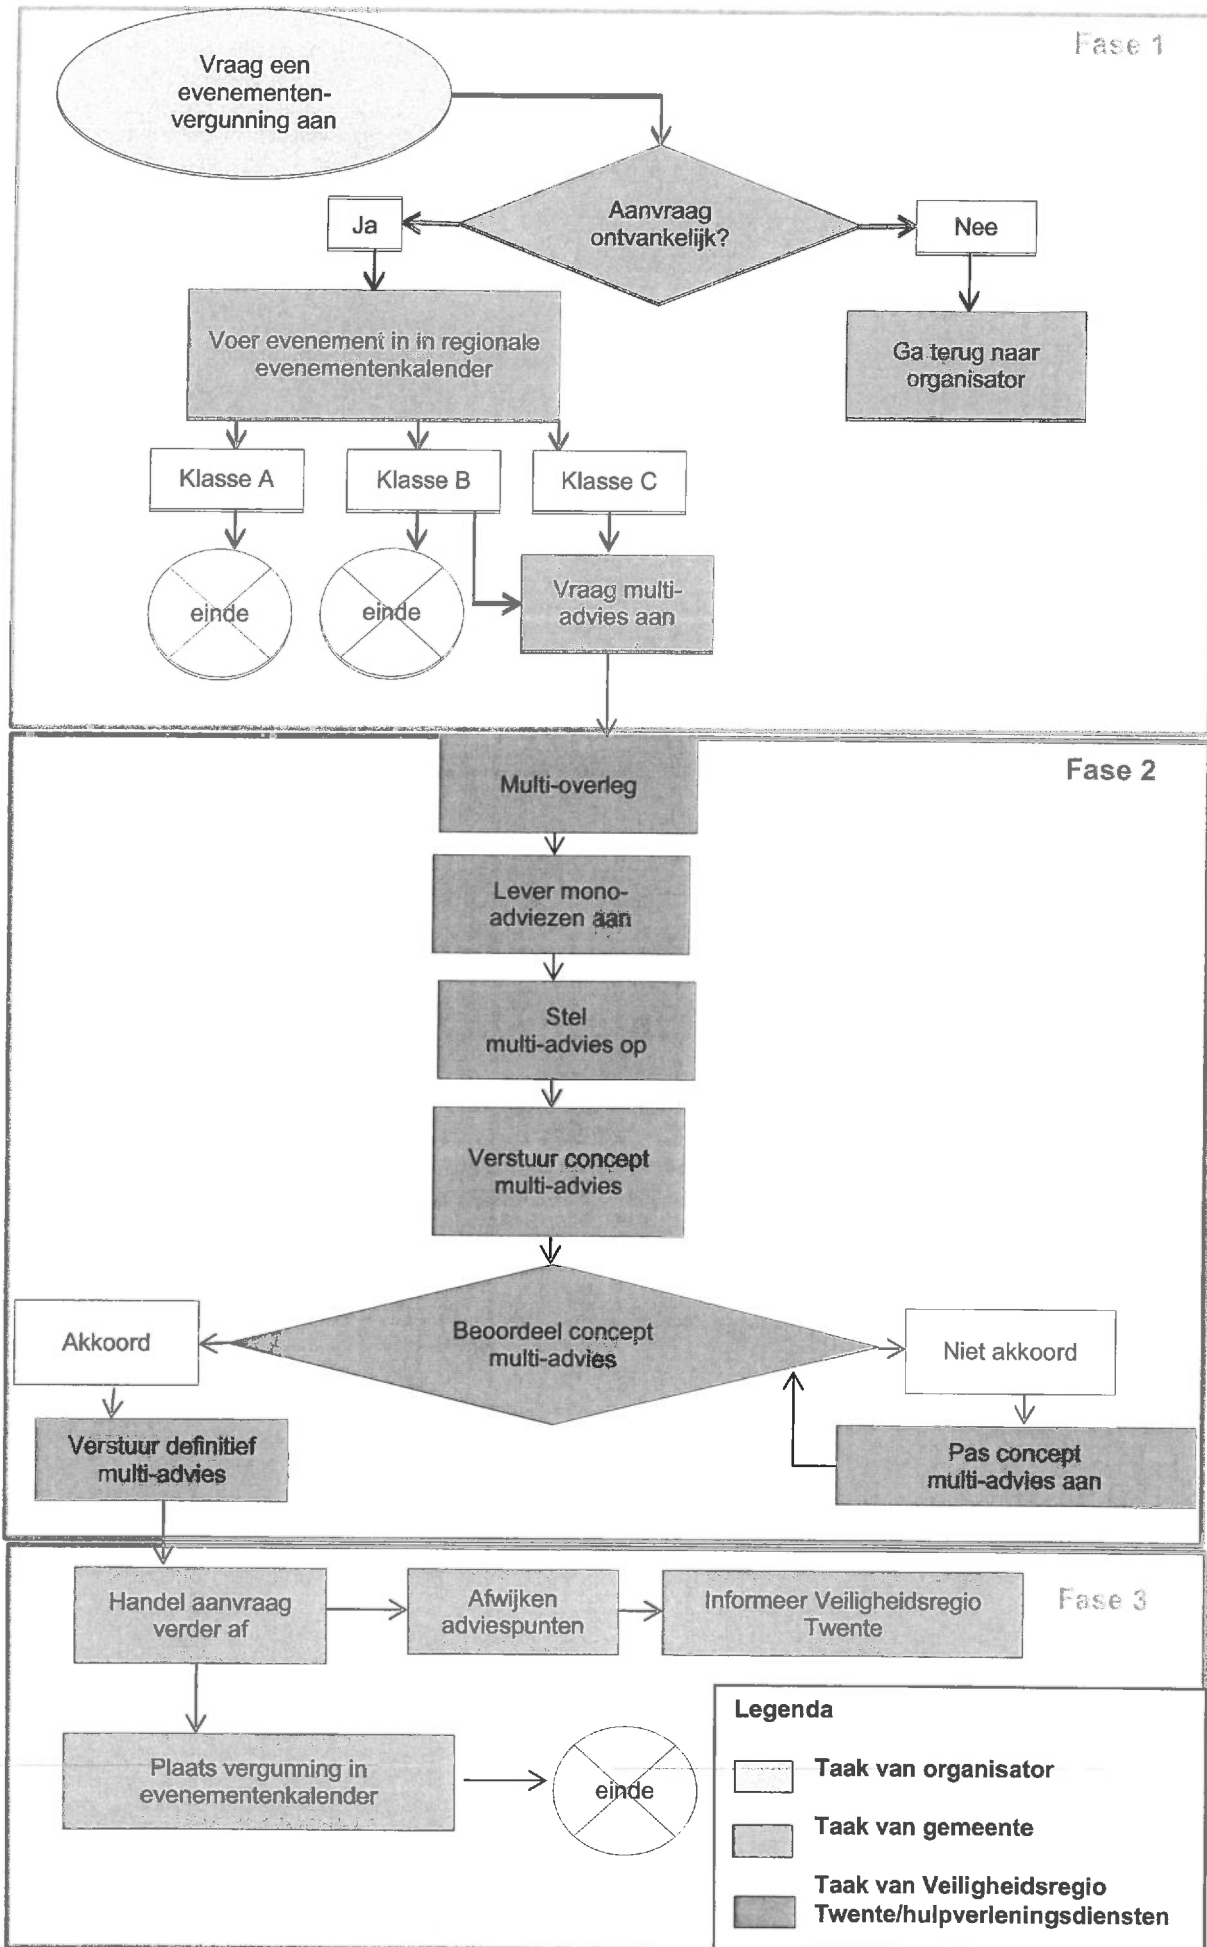 Fase 1
Vraag een
evenementen-
vergunning aan
Aanvraag
ontvankelijk?
Ja
Nee
Voer evenement in in regionale
evenementenkalender
Ga terug naar
organisator
Klasse A
Klasse B
Klasse C
einde
einde
Vraag multi-
advies aan
Fase 2
Multi-overleg
Lever mono-
adviezen aan
Stel
multi-advies op
Verstuur concept
multi-advies
Beoordeel concept
multi-advies
Akkoord
Niet akkoord
Verstuur definitief
multi-advies
Pas concept
multi-advies aan
Fase 3
Handel aanvraag
verder af
Afwijken
adviespunten
Informeer Veiligheidsregio
Twente
Plaats vergunning in
evenementenkalender
einde
Legenda
Taak van organisator
Taak van gemeente
Taak van Veiligheidsregio
Twente/hulpverleningsdiensten